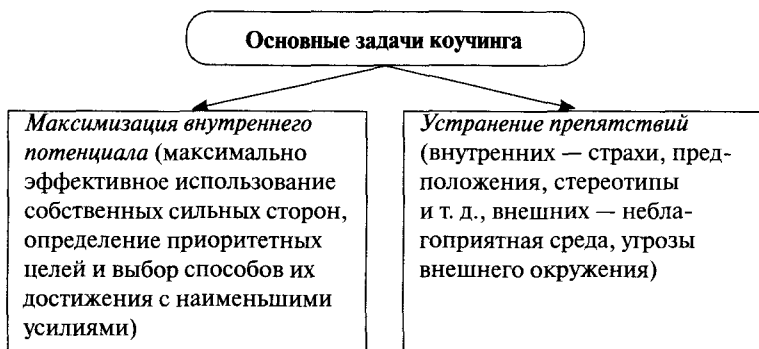 Основные задачи коучинга
Максимизация внутреннего
потенциала (максимально
эффективное использование
собственных сильных сторон,
определение приоритетных
целей и выбор способов их
достижения с наименьшими
усилиями)
Устранение препятствий
(внутренних — страхи, пред-
положения, стереотипы
и т. д., внешних — небла-
гоприятная среда, угрозы
внешнего окружения)